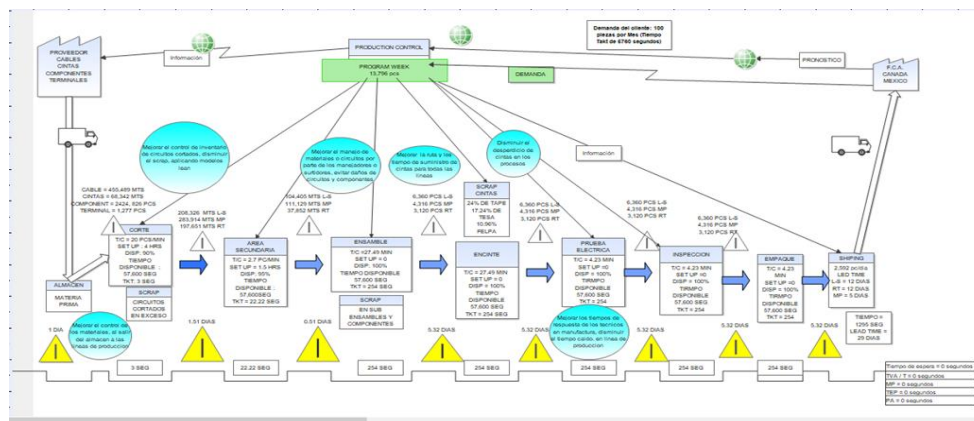 Demanda del cliente: 100
piezas por Mes (Tiempo
Takt de 5760 segundos)
PROVEEDOR
CABLES
CINTAS
COMPONENTES
TERMINALES
Información
PRODUCTION CONTROL
PROGRAM WEEK
13,796 pcs
DEMANDA
PRONOSTICO
F.C.A.
CANADA
MEXICO
Mejorar el control de inventario
de circuitos cortados, disminuir
el scrap, aplicando modelos
lean
Mejorar el manejo de
materiales o circuitos por
parte de los manejadores o
surtidores, evitar daños de
circuitos y componentes
Mejorar la ruta y los
tiempo de suministro de
cintas para todas las
lineas
Disminuir el
desperdicio de
cintas en los
procesos
Información
CABLE = 455,489 MTS
CINTAS = 68,342 MTS
COMPONENT = 2424, 826 PCS
TERMINAL = 1,277 PCS
208,326 MTS L-S
283,914 MTS MP
197,651 MTS RT
104,405 MTS L-S
111,129 MTS MP
37,852 MTS RT
6,360 PCS L-S
4,316 PCS MP
3,120 PCS RT
SCRAP
CINTAS
24% DE TAPE
17.24% DE
TESA
10.96%
FELPA
6,360 PCS L-S
4,316 PCS MP
3,120 PCS RT
6,360 PCS L-S
4,316 PCS MP
3,120 PCS RT
6,360 PCS L-S
4,316 PCS MP
3,120 PCS RT
CORTE
T/C = 20 PCS/MIN
SET UP : 4 HRS
DISP: 90%
TIEMPO
DISPONIBLE :
57,600 SEG
TKT: 3 SEG
AREA
SECUNDARIA
T/C = 2.7 PC/MIN
SET UP = 1.5 HRS
DISP: 95%
TIEMPO
DISPONIBLE :
57,600SEG
TKT = 22.22 SEG
ENSAMBLE
T/C =27.49 MIN
SET UP = 0
DISP: 100%
TIEMPO DISPONIBLE
57,600 SEG
TKT = 254 SEG
ENCINTE
T/C = 27.49 MIN
SET UP = 0
DISP = 100%
TIEMPO
DISPONIBLE
57,600 SEG
TKT = 254 SEG
PRUEBA
ELECTRICA
T/C = 4.23 MIN
SET UP =0
DISP = 100%
TIRMPO
DISPONIBLE
57,600 SEG
TKT = 254
INSPECCION
T/C = 4.23 MIN
SET UP =0
DISP = 100%
TIRMPO
DISPONIBLE
57,600 SEG
TKT = 254
EMPAQUE
T/C = 4.23
MIN
SET UP =0
DISP = 100%
TIRMPO
DISPONIBLE
57,600 SEG
TKT = 254
SHIPING
2,592 pc/dia
LED TIME
L-S = 12 DIAS
RT = 12 DIAS
MP = 5 DIAS
ALMACEN
MATERIA
PRIMA
SCRAP
CIRCUITOS
CORTADOS
EN EXCESO
SCRAP
EN SUB
ENSAMBLES Y
COMPONENTES
TIEMPO =
1295 SEG
LEAD TIME =
29 DIAS
Mejorar el control de
los materiales, al salir
del almacen a las
lineas de produccion
Mejorar los tiempos de
respuesta de los tecnicos
en manufactura, disminuir
el tiempo caido, en linea de
produccion
1 DIA
1.51 DIAS
0.51 DIAS
5.32 DIAS
5.32 DIAS
5.32 DIAS
5.32 DIAS
5.32 DIAS
3 SEG
22.22 SEG
254 SEG
254 SEG
254 SEG
254 SEG
254 SEG
Tiempo de espera = 0 segundos
TVA / T = 0 segundos
MP = 0 segundos
TEP = 0 segundos
PA = 0 segundos